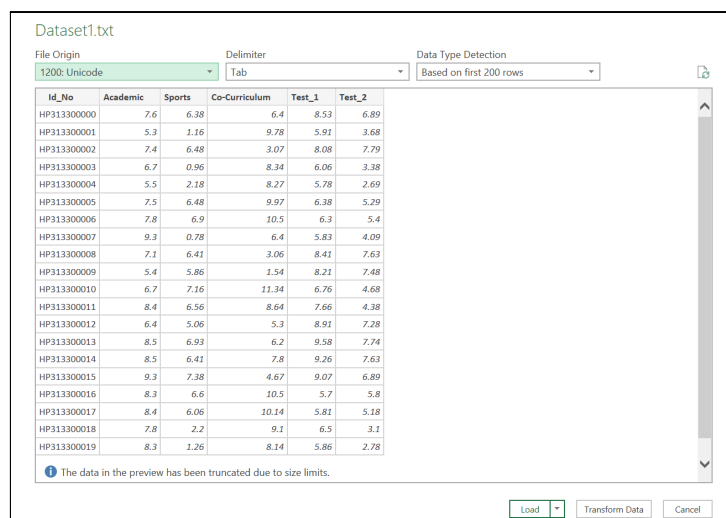 Dataset1.txt
File Origin Delimiter Data Type Detection
1200: Unicode Tab Based on first 200 rows
Id_No Academic Sports Co-Curriculum Test_1 Test_2
HP313300000 7.6 6.38 6.4 8.53 6.89
HP313300001 5.3 1.16 9.78 5.91 3.68
HP313300002 7.4 6.48 3.07 8.08 7.79
HP313300003 6.7 0.96 8.34 6.06 3.38
HP313300004 5.5 2.18 8.27 5.78 2.69
HP313300005 7.5 6.48 9.97 6.38 5.29
HP313300006 7.8 6.9 10.5 6.3 5.4
HP313300007 9.3 0.78 6.4 5.83 4.09
HP313300008 7.1 6.41 3.06 8.41 7.63
HP313300009 5.4 5.86 1.54 8.21 7.48
HP313300010 6.7 7.16 11.34 6.76 4.68
HP313300011 8.4 6.56 8.64 7.66 4.38
HP313300012 6.4 5.06 5.3 8.91 7.28
HP313300013 8.5 6.93 6.2 9.58 7.74
HP313300014 8.5 6.41 7.8 9.26 7.63
HP313300015 9.3 7.38 4.67 9.07 6.89
HP313300016 8.3 6.6 10.5 5.7 5.8
HP313300017 8.4 6.06 10.14 5.81 5.18
HP313300018 7.8 2.2 9.1 6.5 3.1
HP313300019 8.3 1.26 8.14 5.86 2.78
The data in the preview has been truncated due to size limits.
Load Transform Data Cancel